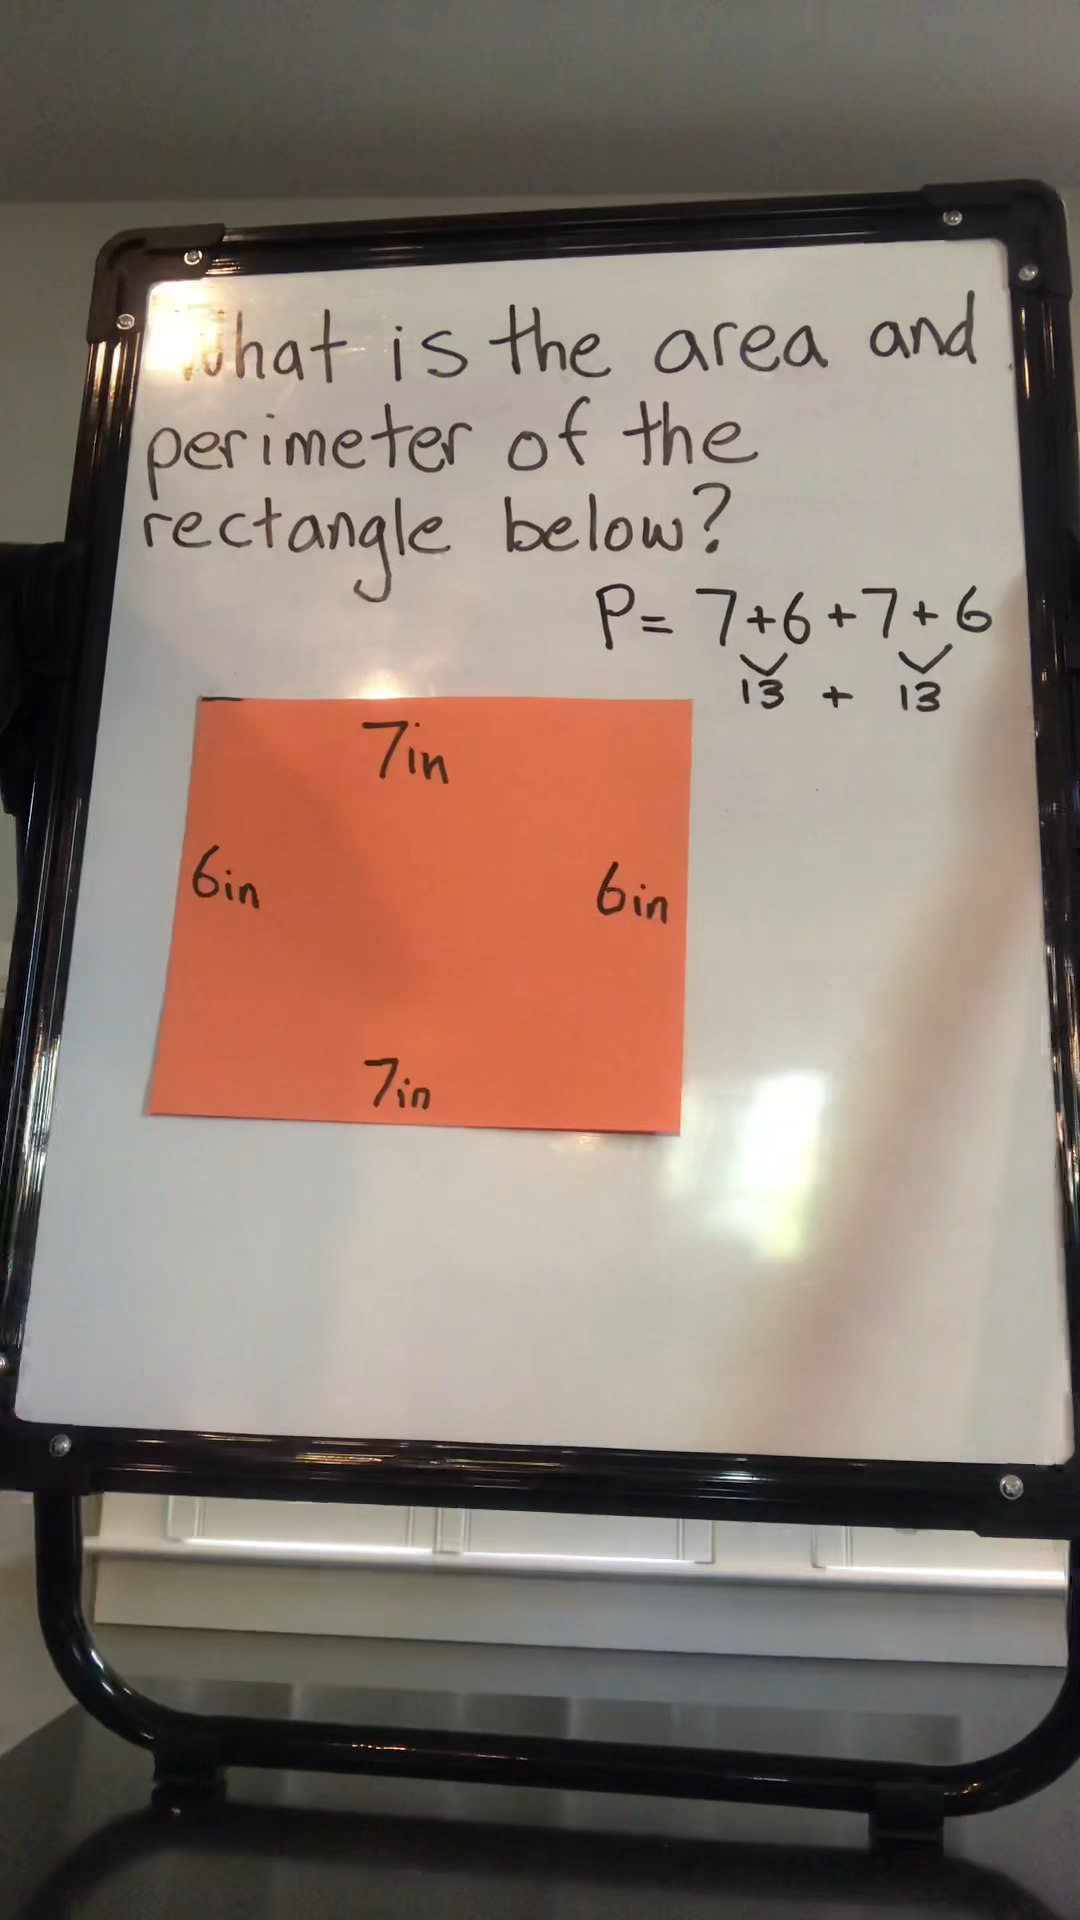 What is the area and
perimeter of the
rectangle below?
P= 7+6+7+6
13 + 13
7in
6in 6in
7in